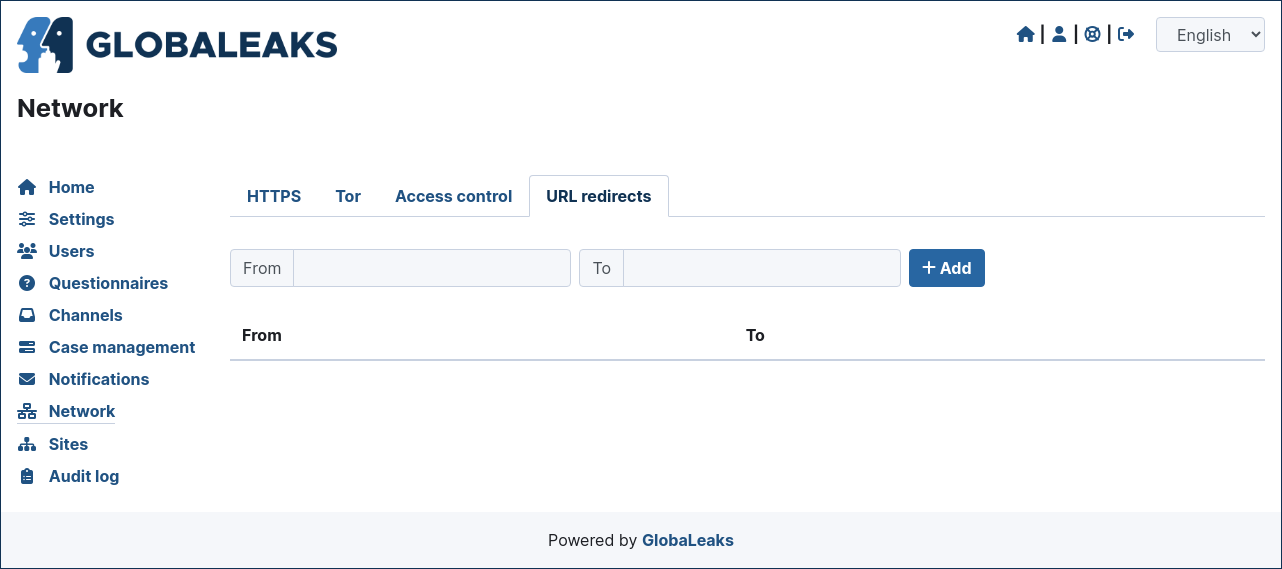 GLOBALEAKS
| | |
English
Network
Home
Settings
Users
Questionnaires
Channels
Case management
Notifications
Network
Sites
Audit log
HTTPS Tor Access control URL redirects
From To + Add
From To
Powered by GlobaLeaks